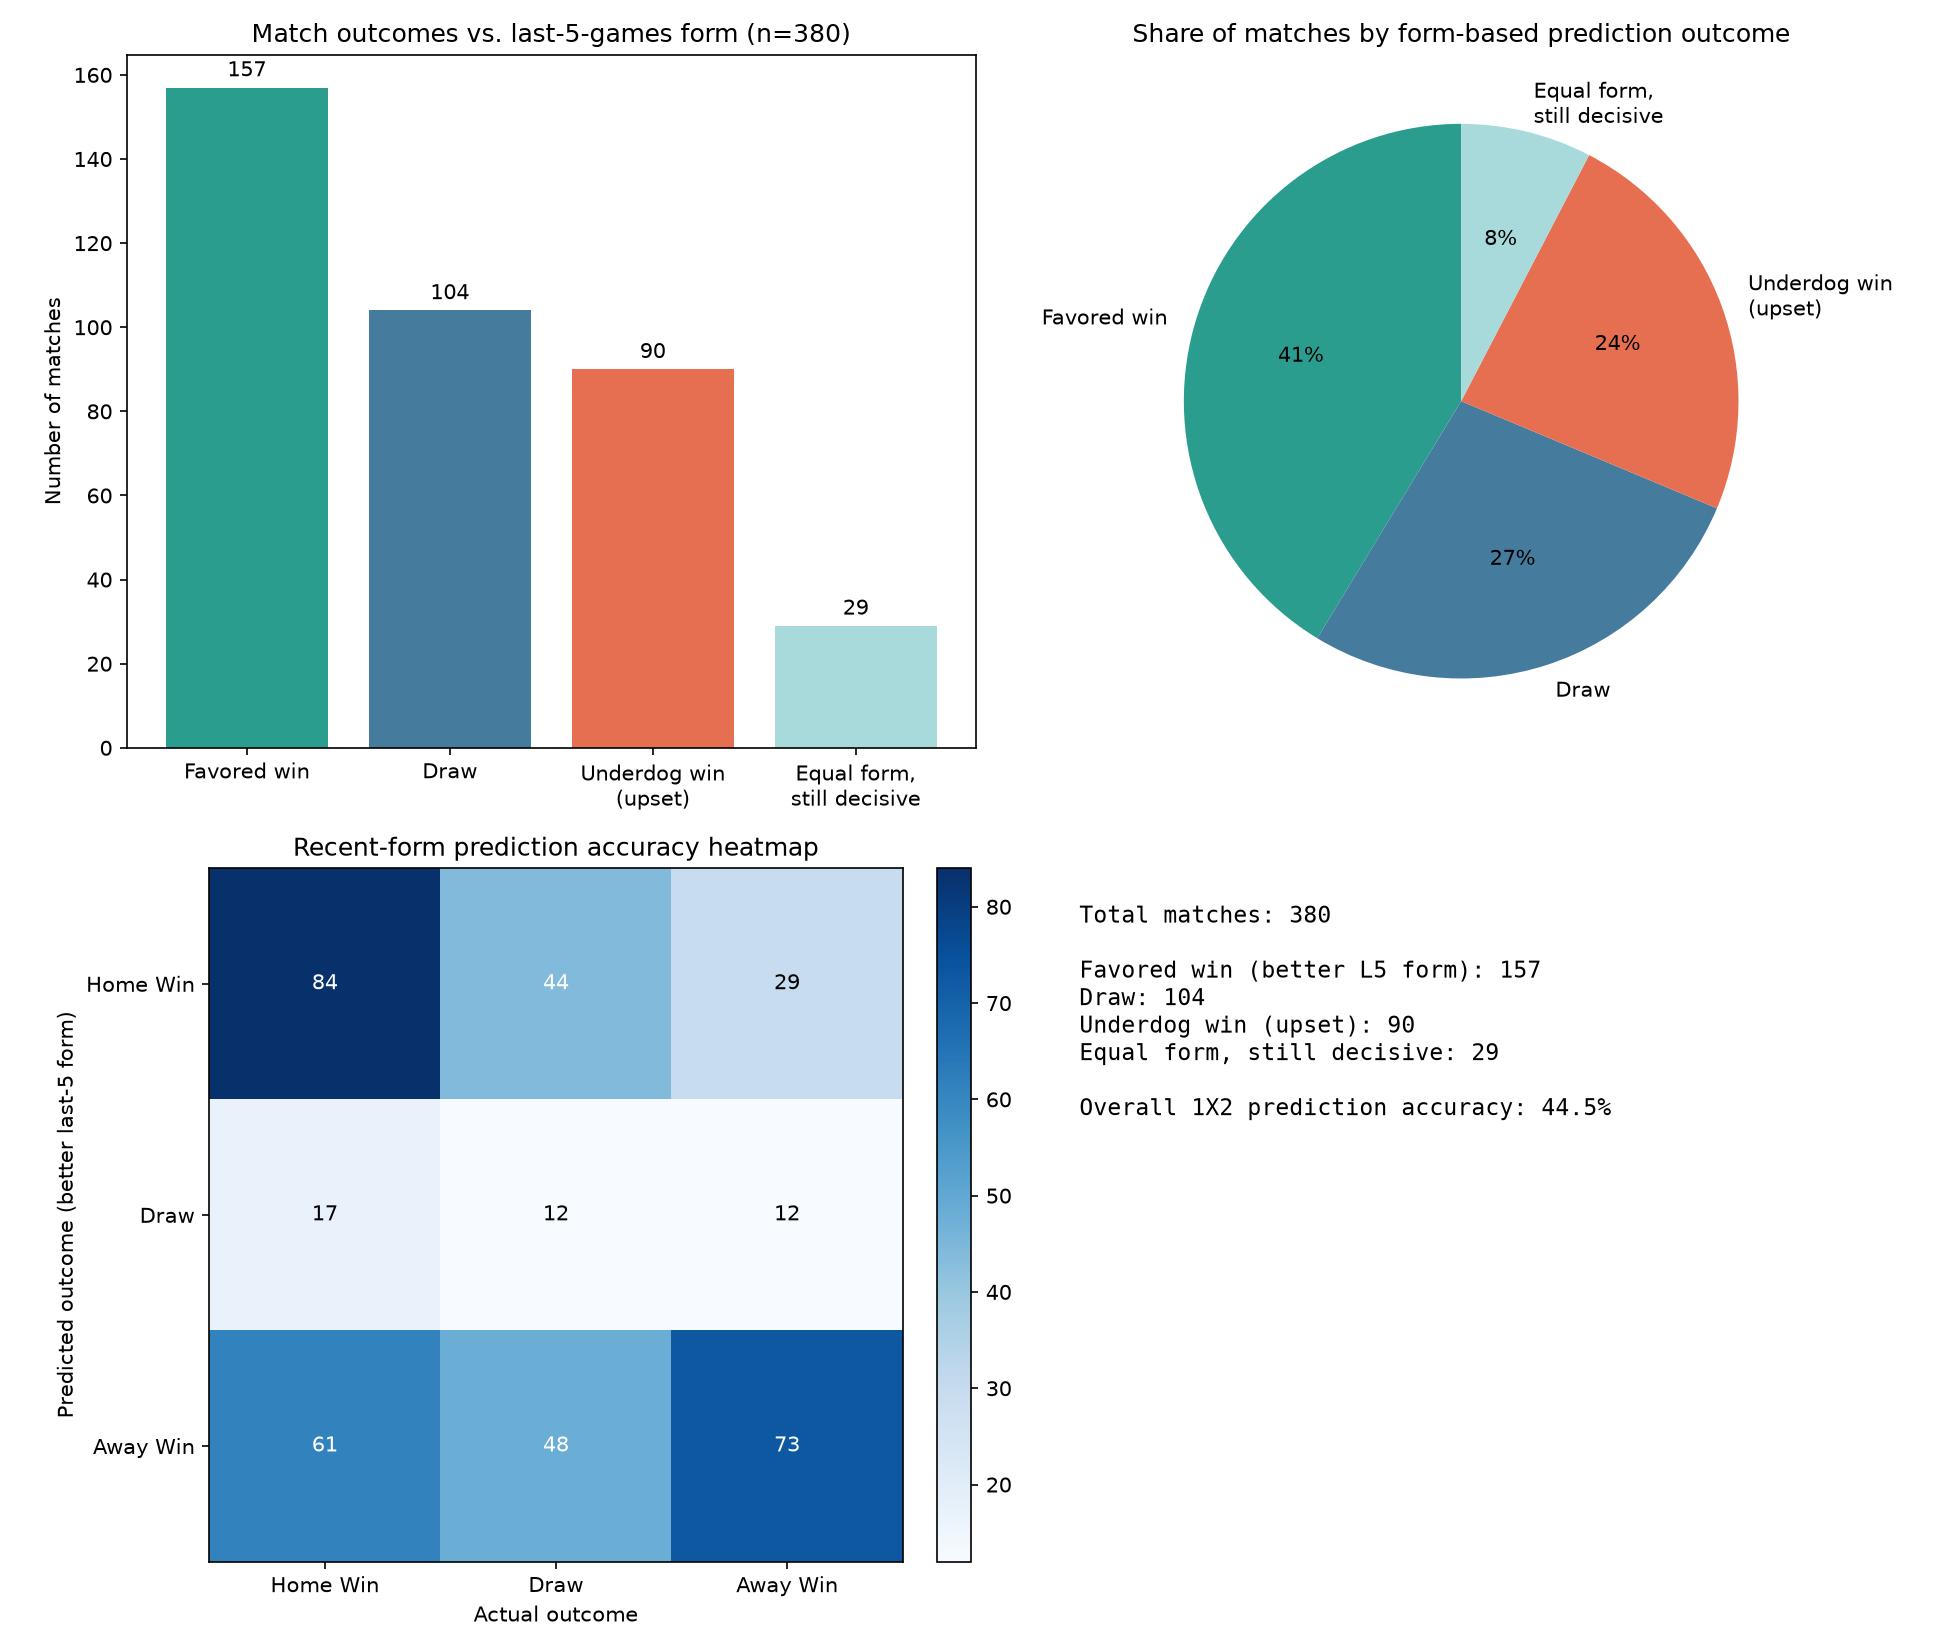 Match outcomes vs. last-5-games form (n=380)
Number of matches
160
140
120
100
80
60
40
20
0
157
104
90
29
Favored win
Draw
Underdog win
(upset)
Equal form,
still decisive
Share of matches by form-based prediction outcome
Equal form,
still decisive
8%
Underdog win
(upset)
24%
Favored win
41%
27%
Draw
Recent-form prediction accuracy heatmap
Predicted outcome (better last-5 form)
Home Win
84
44
29
Draw
17
12
12
Away Win
61
48
73
Home Win
Draw
Away Win
Actual outcome
80
70
60
50
40
30
20
Total matches: 380
Favored win (better L5 form): 157
Draw: 104
Underdog win (upset): 90
Equal form, still decisive: 29
Overall 1X2 prediction accuracy: 44.5%